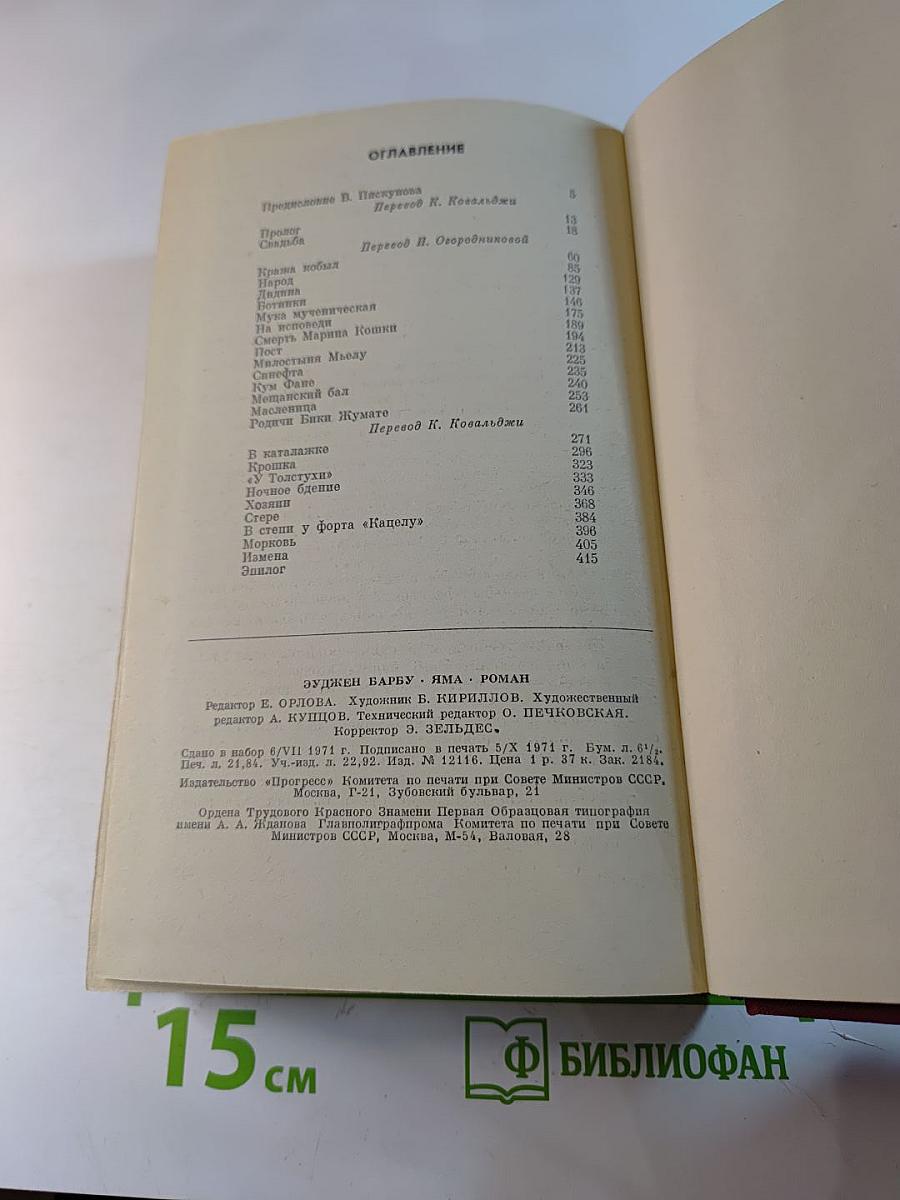 ОГЛАВЛЕНИЕ
Предисловие В. Пискунова 5
Перевод К. Ковальджи
Пролог 13
Свадьба 18
Перевод И. Огородниковой
Кража кобыл 60
Народ 85
Дидина 129
Ботинки 137
Мука мученическая 146
На исповеди 175
Смерть Марина Кошки 189
Пост 194
Милостыня Мьелу 213
Синефта 225
Кум Фане 235
Мещанский бал 240
Масленица 253
Родичи Бики Жумате 261
Перевод К. Ковальджи
В каталажке 271
Крошка 296
«У Толстухи» 323
Ночное бдение 333
Хозяин 346
Стере 368
В степи у форта «Кацелу» 384
Морковь 396
Измена 405
Эпилог 415
ЭУДЖЕН БАРБУ · ЯМА · РОМАН
Редактор Е. ОРЛОВА. Художник Б. КИРИЛЛОВ. Художественный
редактор А. КУПЦОВ. Технический редактор О. ПЕЧКОВСКАЯ.
Корректор Э. ЗЕЛЬДЕС.
Сдано в набор 6/VII 1971 г. Подписано в печать 5/X 1971 г. Бум. л. 6¹/₂.
Печ. л. 21,84. Уч.-изд. л. 22,92. Изд. № 12116. Цена 1 р. 37 к. Зак. 2184.
Издательство «Прогресс» Комитета по печати при Совете Министров СССР.
Москва, Г-21, Зубовский бульвар, 21
Ордена Трудового Красного Знамени Первая Образцовая типография
имени А. А. Жданова Главполиграфпрома Комитета по печати при Совете
Министров СССР, Москва, М-54, Валовая, 28
15 см
Ф БИБЛИОФАН